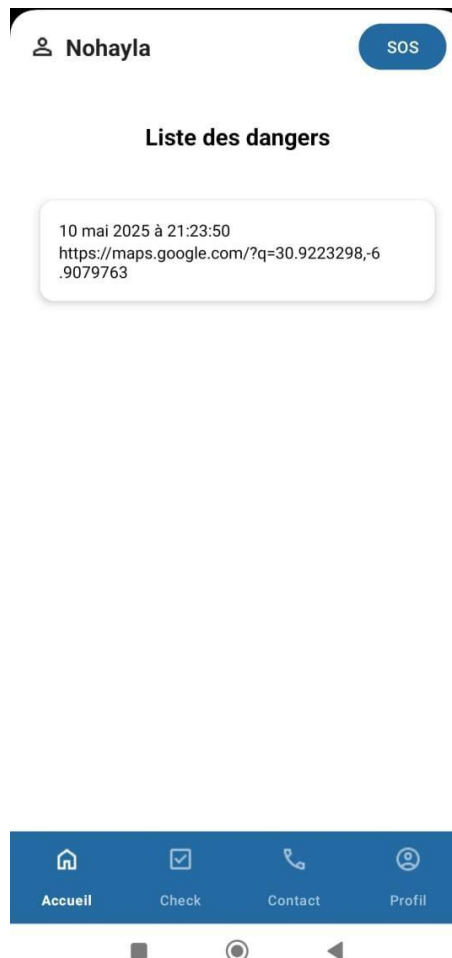 Nohayla
SOS
Liste des dangers
10 mai 2025 à 21:23:50
https://maps.google.com/?q=30.9223298,-6
.9079763
Accueil
Check
Contact
Profil